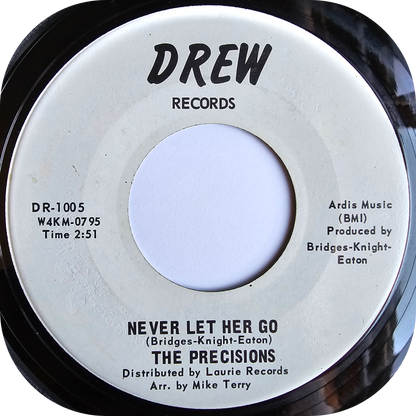 DREW
RECORDS
DR-1005
W4KM-0795
Time 2:51
Ardis Music
(BMI)
Produced by
Bridges-Knight-
Eaton
NEVER LET HER GO
(Bridges-Knight-Eaton)
THE PRECISIONS
Distributed by Laurie Records
Arr. by Mike Terry